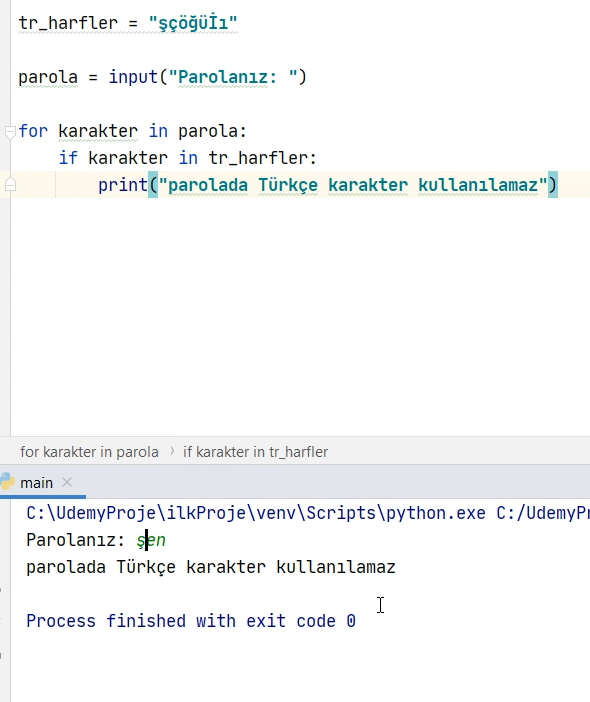 tr_harfler = "şçöğüİı"
parola = input("Parolanız: ")
for karakter in parola:
if karakter in tr_harfler:
print("parolada Türkçe karakter kullanılamaz")
for karakter in parola › if karakter in tr_harfler
main ×
C:\UdemyProje\ilkProje\venv\Scripts\python.exe C:/UdemyPr
Parolanız: şen
parolada Türkçe karakter kullanılamaz
Process finished with exit code 0